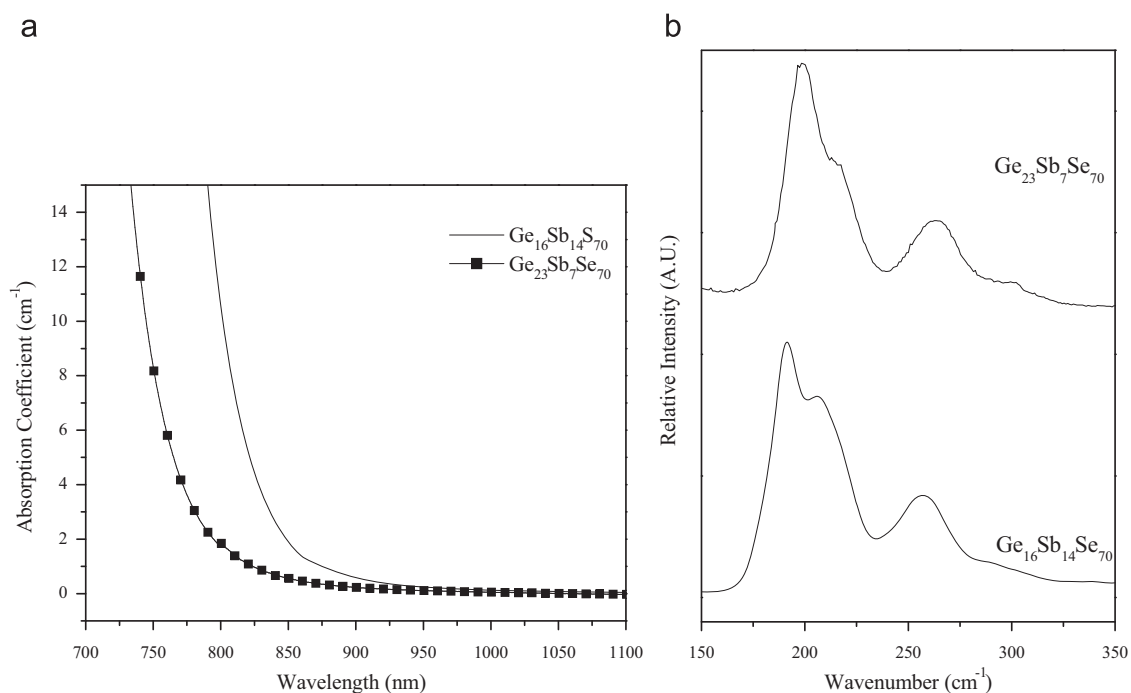 a
14
12
10
8
6
4
2
0
Absorption Coefficient (cm-1)
Ge16Sb14S70
Ge23Sb7Se70
700 750 800 850 900 950 1000 1050 1100
Wavelength (nm)
b
Relative Intensity (A.U.)
Ge23Sb7Se70
Ge16Sb14Se70
150 200 250 300 350
Wavenumber (cm-1)